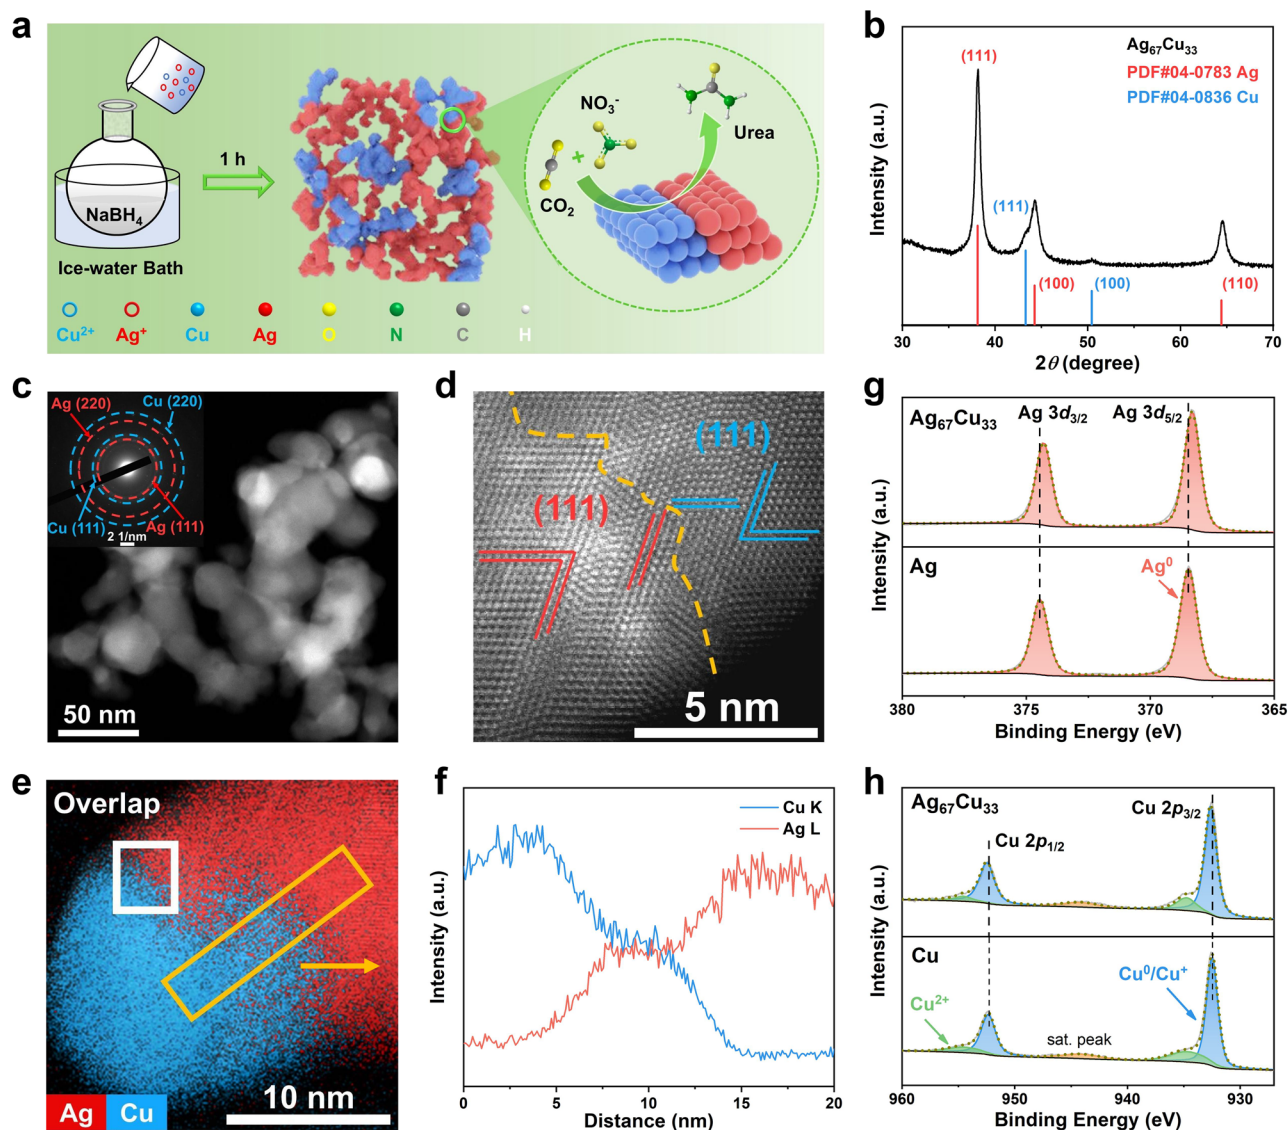 a
NaBH₄
Ice-water Bath
1 h
NO₃⁻
CO₂
Urea
Cu²⁺
Ag⁺
Cu
Ag
O
N
C
H
b
Intensity (a.u.)
(111)
(111)
(100)
(100)
(110)
Ag₆₇Cu₃₃
PDF#04-0783 Ag
PDF#04-0836 Cu
30 40 50 60 70
2θ (degree)
c
Ag (220)
Cu (220)
Cu (111)
Ag (111)
2 1/nm
50 nm
d
(111)
(111)
5 nm
g
Intensity (a.u.)
Ag₆₇Cu₃₃
Ag 3d₃/₂
Ag 3d₅/₂
Ag
Ag⁰
380 375 370 365
Binding Energy (eV)
e
Overlap
Ag
Cu
10 nm
f
Intensity (a.u.)
Cu K
Ag L
0 5 10 15 20
Distance (nm)
h
Intensity (a.u.)
Ag₆₇Cu₃₃
Cu 2p₁/₂
Cu 2p₃/₂
Cu
Cu²⁺
sat. peak
Cu⁰/Cu⁺
960 950 940 930
Binding Energy (eV)